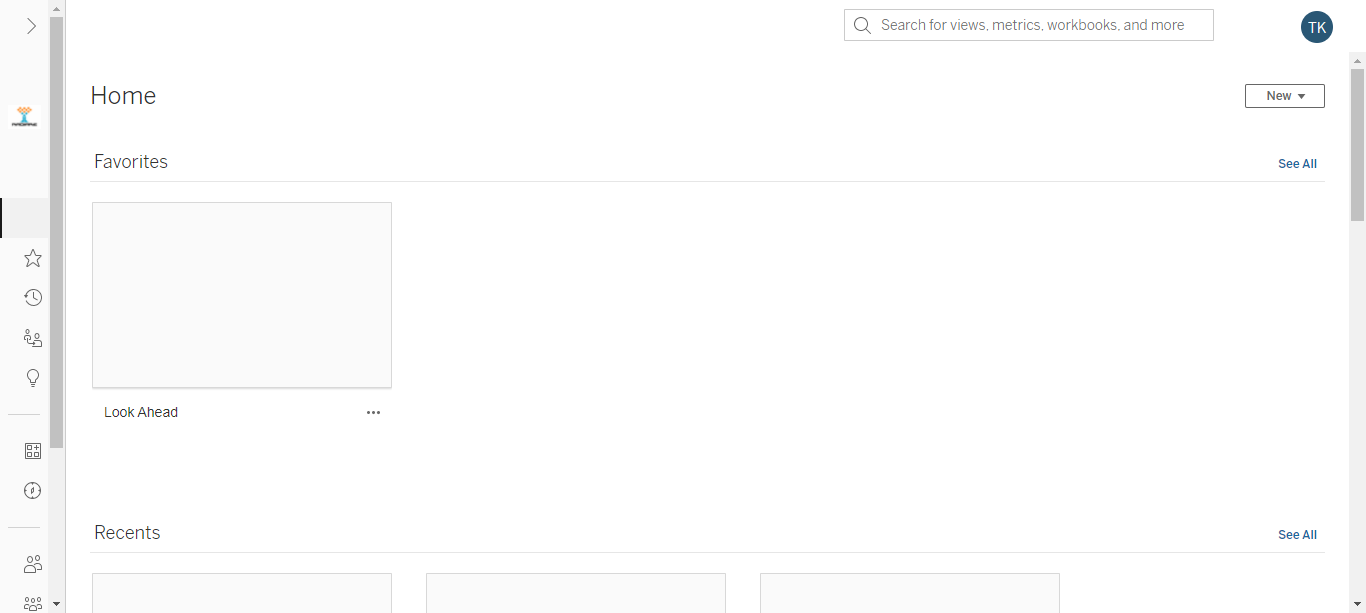 Search for views, metrics, workbooks, and more
TK
Home
New
Favorites
See All
Look Ahead
Recents
See All